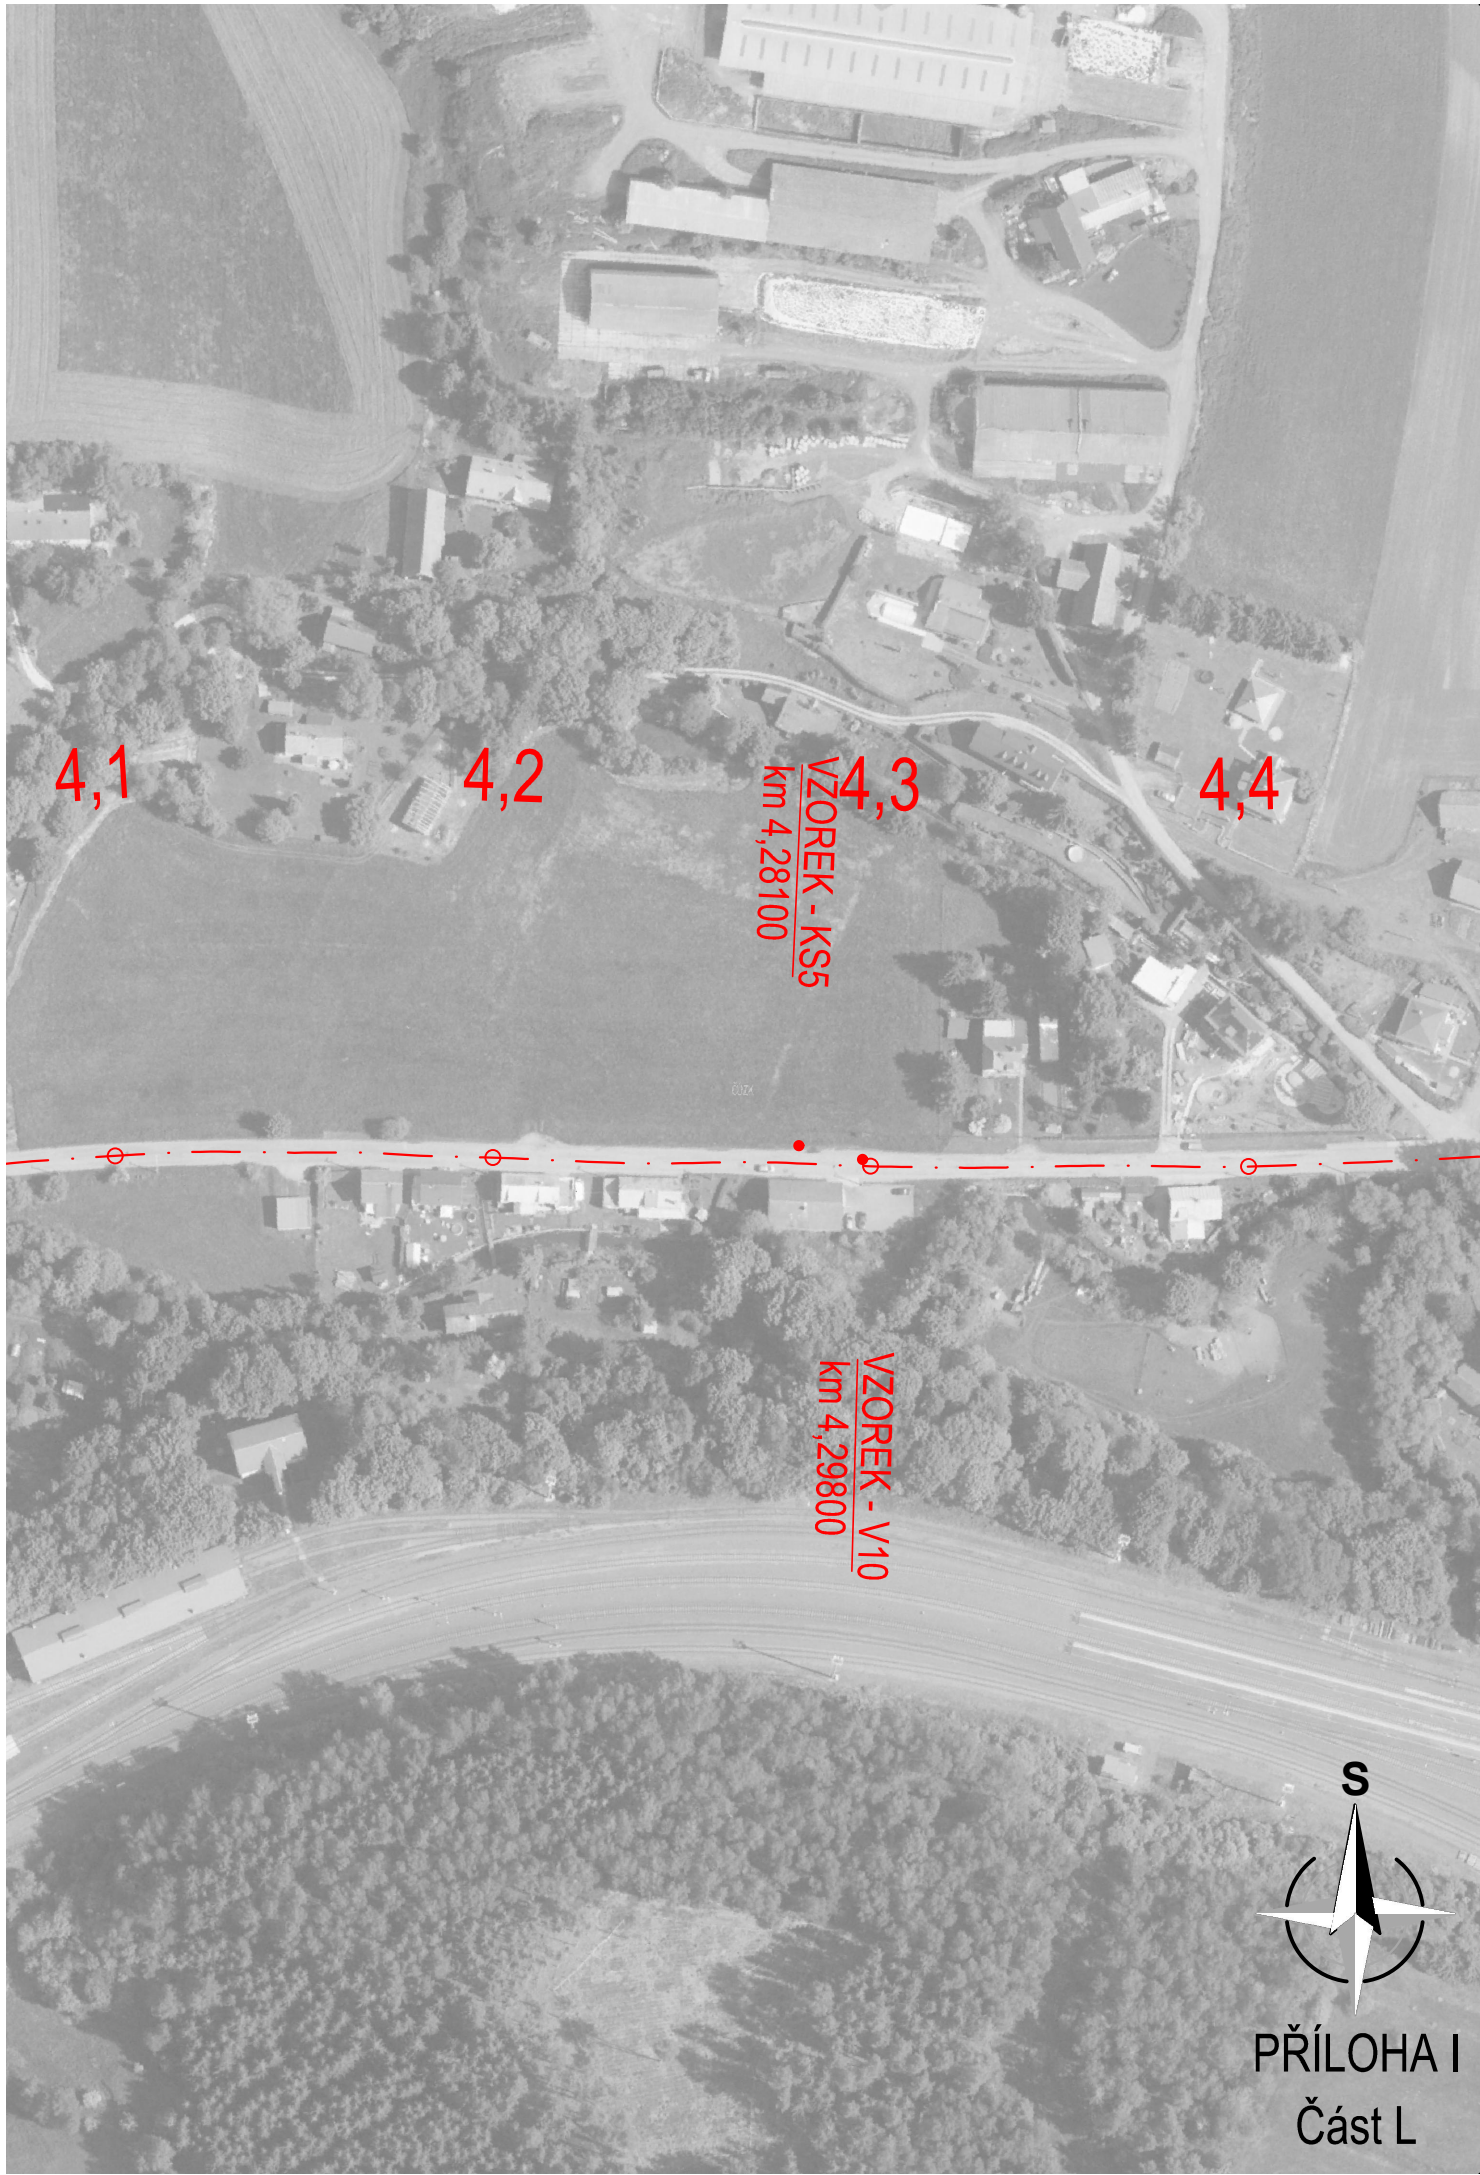 4,1
4,2
VZOREK - KS5
km 4,28100
4,3
4,4
VZOREK - V10
km 4,29800
S
PŘÍLOHA I
Část L